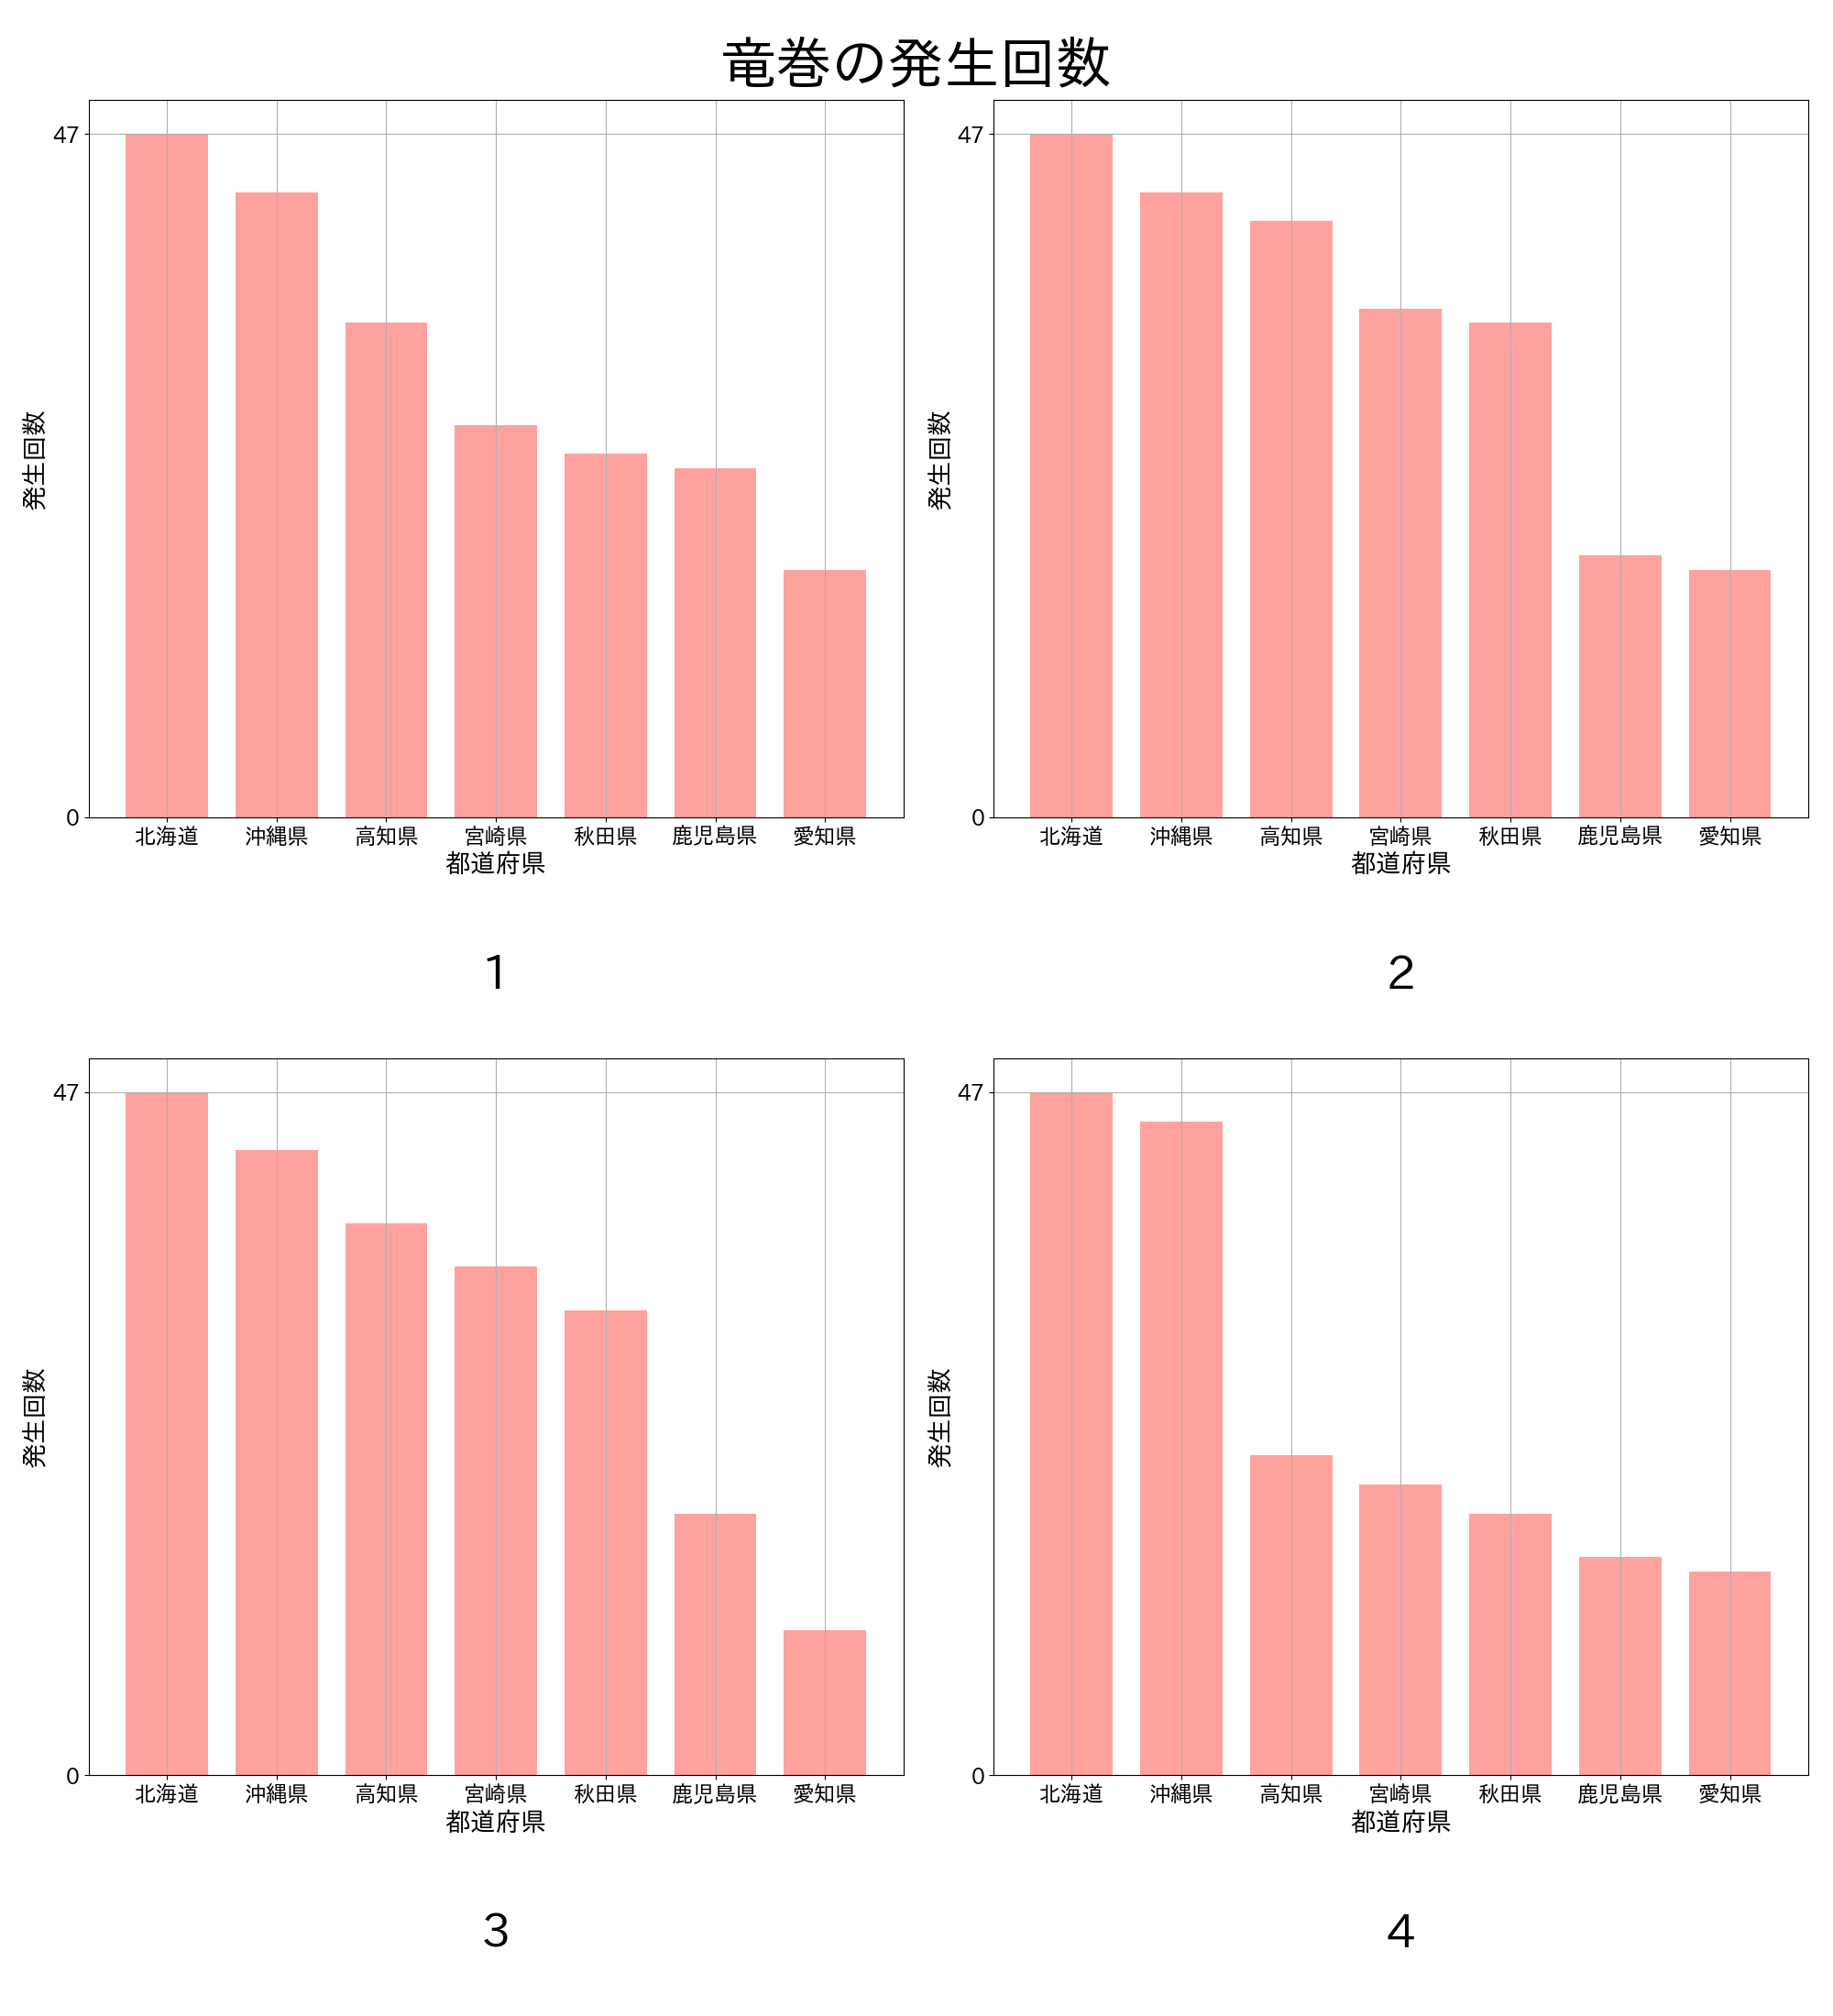 竜巻の発生回数
47
0
発生回数
北海道 沖縄県 高知県 宮崎県 秋田県 鹿児島県 愛知県
都道府県
1
47
0
発生回数
北海道 沖縄県 高知県 宮崎県 秋田県 鹿児島県 愛知県
都道府県
2
47
0
発生回数
北海道 沖縄県 高知県 宮崎県 秋田県 鹿児島県 愛知県
都道府県
3
47
0
発生回数
北海道 沖縄県 高知県 宮崎県 秋田県 鹿児島県 愛知県
都道府県
4